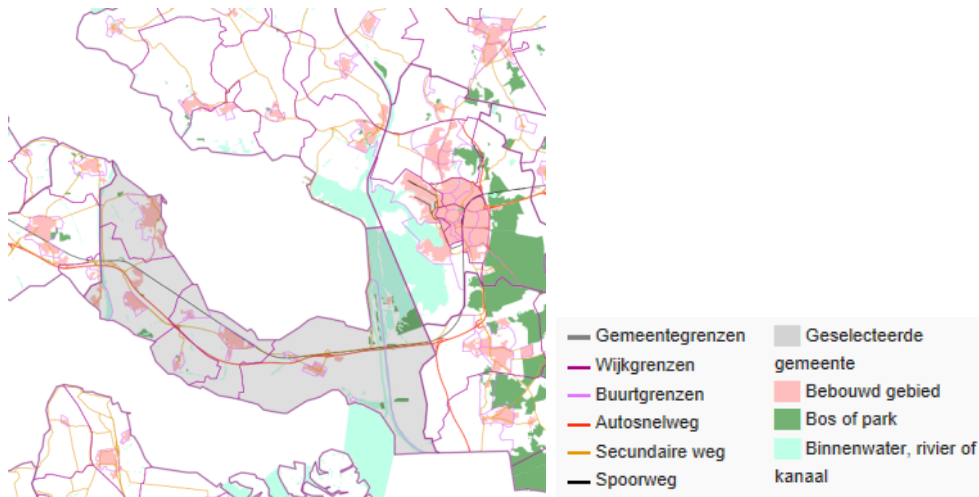 Gemeentegrenzen
Wijkgrenzen
Buurtgrenzen
Autosnelweg
Secundaire weg
Spoorweg
Geselecteerde
gemeente
Bebouwd gebied
Bos of park
Binnenwater, rivier of
kanaal